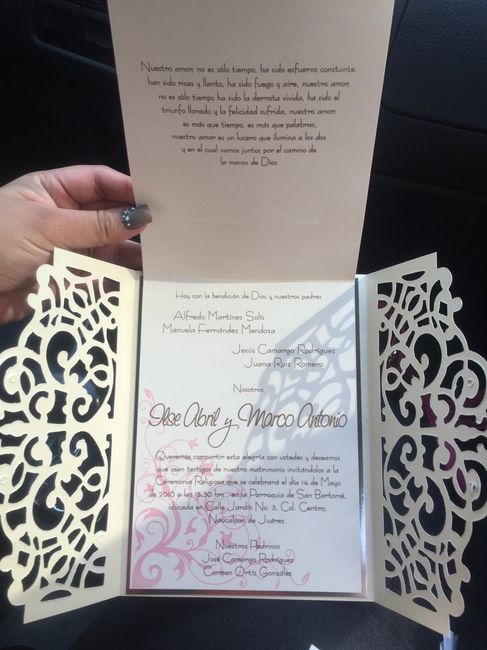 Nuestro amor, no es sólo tiempo, ha sido esfuerzo constante,
han sido risas y llanto, ha sido fuego y aire, nuestro amor,
no es sólo tiempo ha sido la derrota vivida, ha sido el
triunfo llorado y la felicidad sufrida, nuestro amor,
es más que tiempo, es más que palabras,
nuestro amor es un lucero que ilumina a los dos
y en el cual vamos juntos por el camino de
la manos de Dios
Hoy con la bendición de Dios y nuestros padres
Alfredo Martínez Solís
Manuela Fernández Mendoza
Jesús Camargo Rodríguez
Juana Ruiz Romero
Nosotros
Ilse Abril y Marco Antonio
Queremos compartir esta alegría con ustedes y deseamos
que sean testigos de nuestro matrimonio invitándolos a la
Ceremonia Religiosa que se celebrará el día 14 de Mayo
de 2016 a las 13:30 hrs., en la Parroquia de San Bartomé,
ubicada en Calle Jardín No. 3, Col. Centro,
Naucalpan de Juárez.
Nuestros Padrinos
José Camargo Rodríguez
Carmen Ortíz González